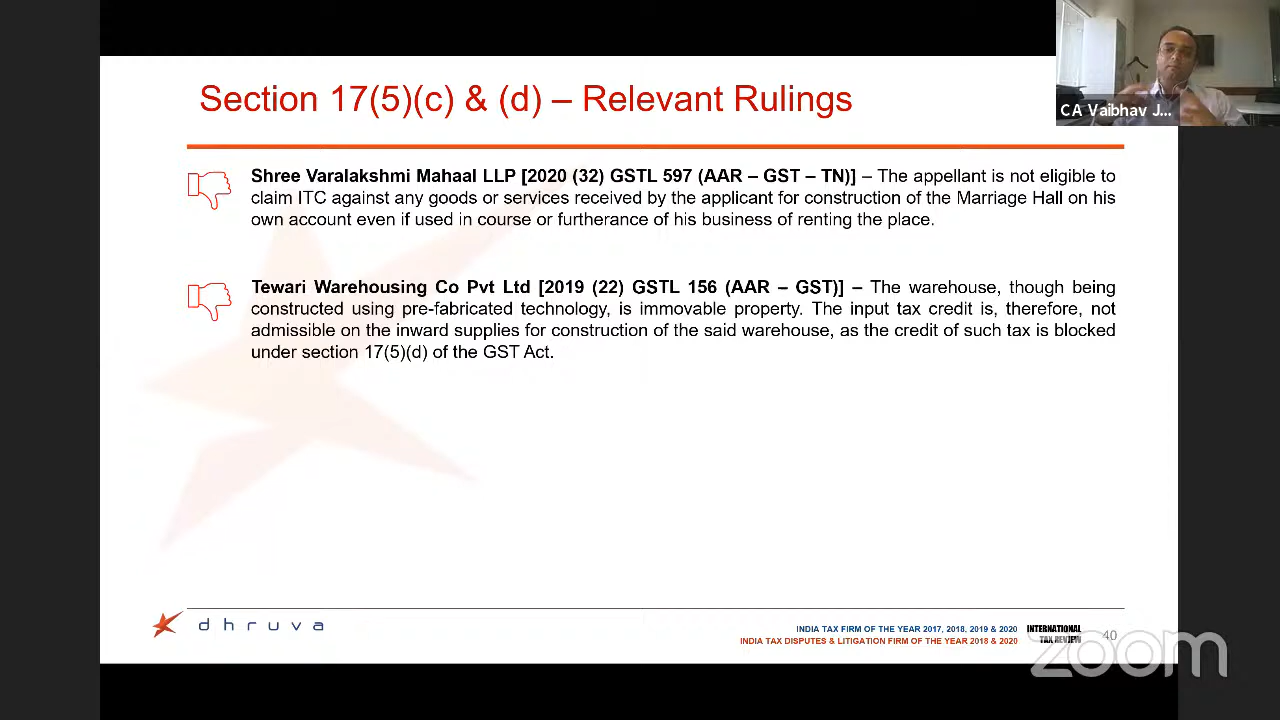 CA Vaibhav J...
Section 17(5)(c) & (d) – Relevant Rulings
Shree Varalakshmi Mahaal LLP [2020 (32) GSTL 597 (AAR – GST – TN)] – The appellant is not eligible to
claim ITC against any goods or services received by the applicant for construction of the Marriage Hall on his
own account even if used in course or furtherance of his business of renting the place.
Tewari Warehousing Co Pvt Ltd [2019 (22) GSTL 156 (AAR – GST)] – The warehouse, though being
constructed using pre-fabricated technology, is immovable property. The input tax credit is, therefore, not
admissible on the inward supplies for construction of the said warehouse, as the credit of such tax is blocked
under section 17(5)(d) of the GST Act.
dhruva
INDIA TAX FIRM OF THE YEAR 2017, 2018, 2019 & 2020
INDIA TAX DISPUTES & LITIGATION FIRM OF THE YEAR 2018 & 2020
INTERNATIONAL
TAX REVIEW
40
zoom